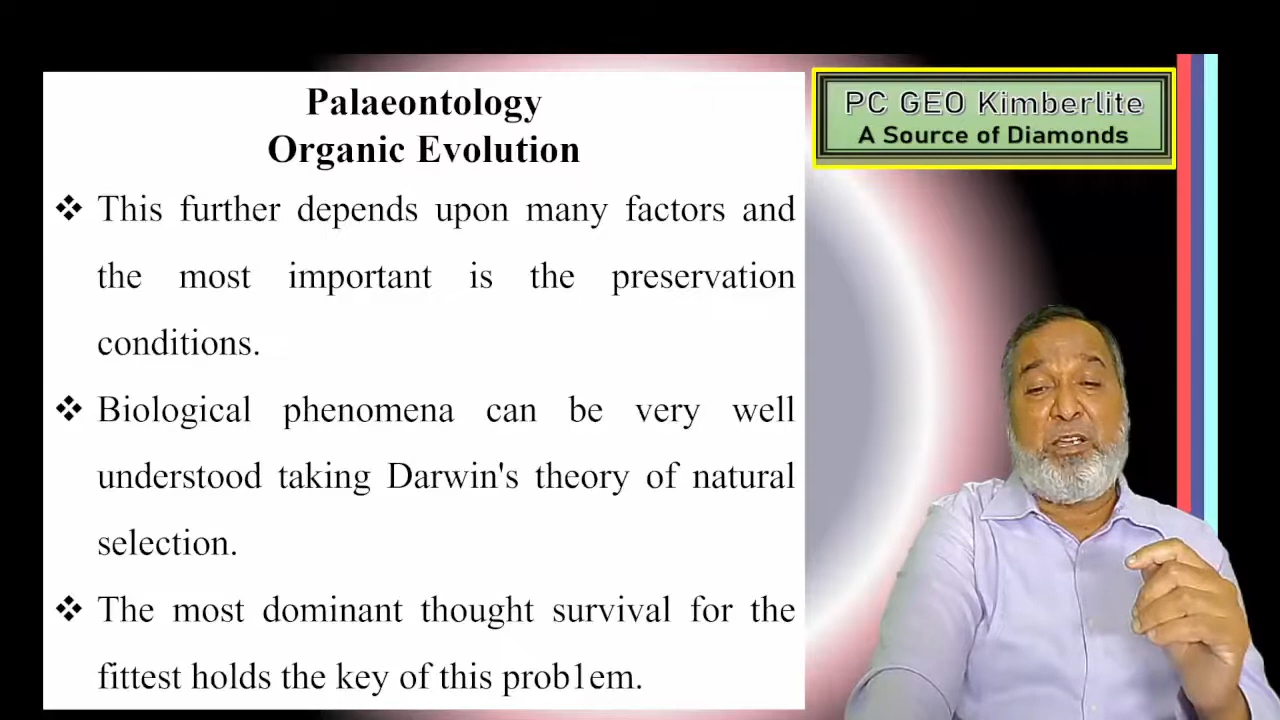 Palaeontology
Organic Evolution
❖ This further depends upon many factors and
the most important is the preservation
conditions.
❖ Biological phenomena can be very well
understood taking Darwin's theory of natural
selection.
❖ The most dominant thought survival for the
fittest holds the key of this prob1em.
PC GEO Kimberlite
A Source of Diamonds